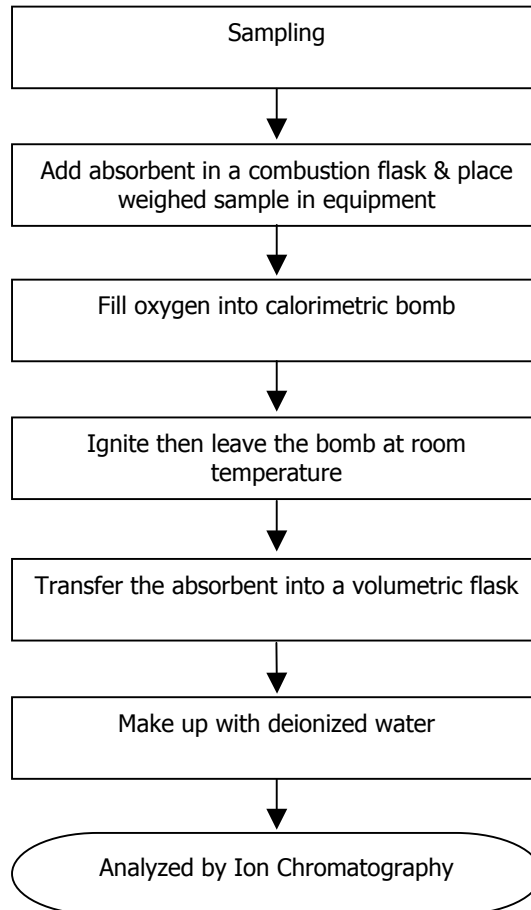 Sampling
Add absorbent in a combustion flask & place
weighed sample in equipment
Fill oxygen into calorimetric bomb
Ignite then leave the bomb at room
temperature
Transfer the absorbent into a volumetric flask
Make up with deionized water
Analyzed by Ion Chromatography